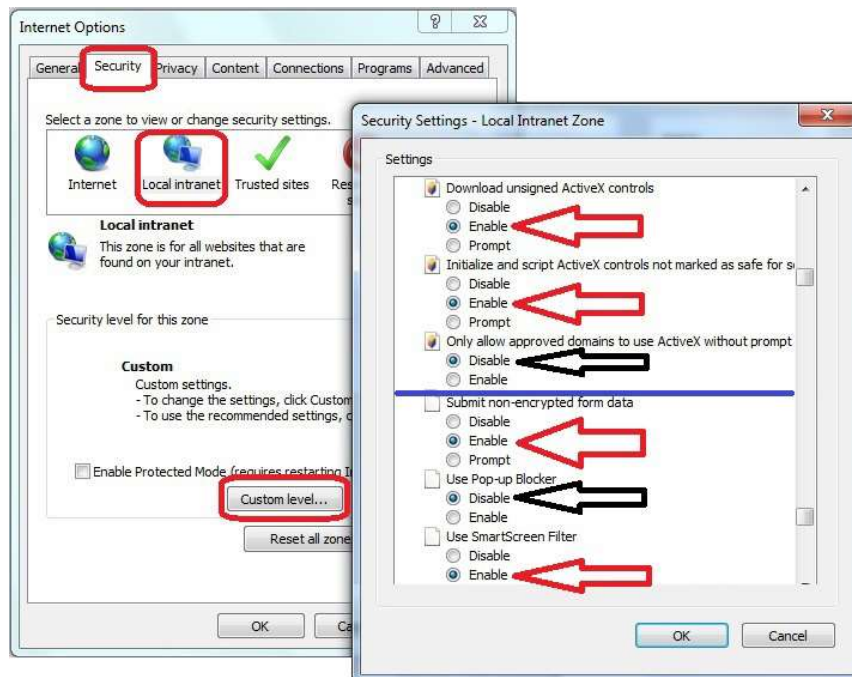 Internet Options
General Security Privacy Content Connections Programs Advanced
Select a zone to view or change security settings.
Internet Local intranet Trusted sites
Local intranet
This zone is for all websites that are
found on your intranet.
Security level for this zone
Custom
Custom settings.
- To change the settings, click Custom
- To use the recommended settings,
Enable Protected Mode (requires restarting
Custom level...
Reset all zone
OK
Security Settings - Local Intranet Zone
Settings
Download unsigned ActiveX controls
Disable
Enable
Prompt
Initialize and script ActiveX controls not marked as safe for
Disable
Enable
Prompt
Only allow approved domains to use ActiveX without prompt
Disable
Enable
Submit non-encrypted form data
Disable
Enable
Prompt
Use Pop-up Blocker
Disable
Enable
Use SmartScreen Filter
Disable
Enable
OK Cancel